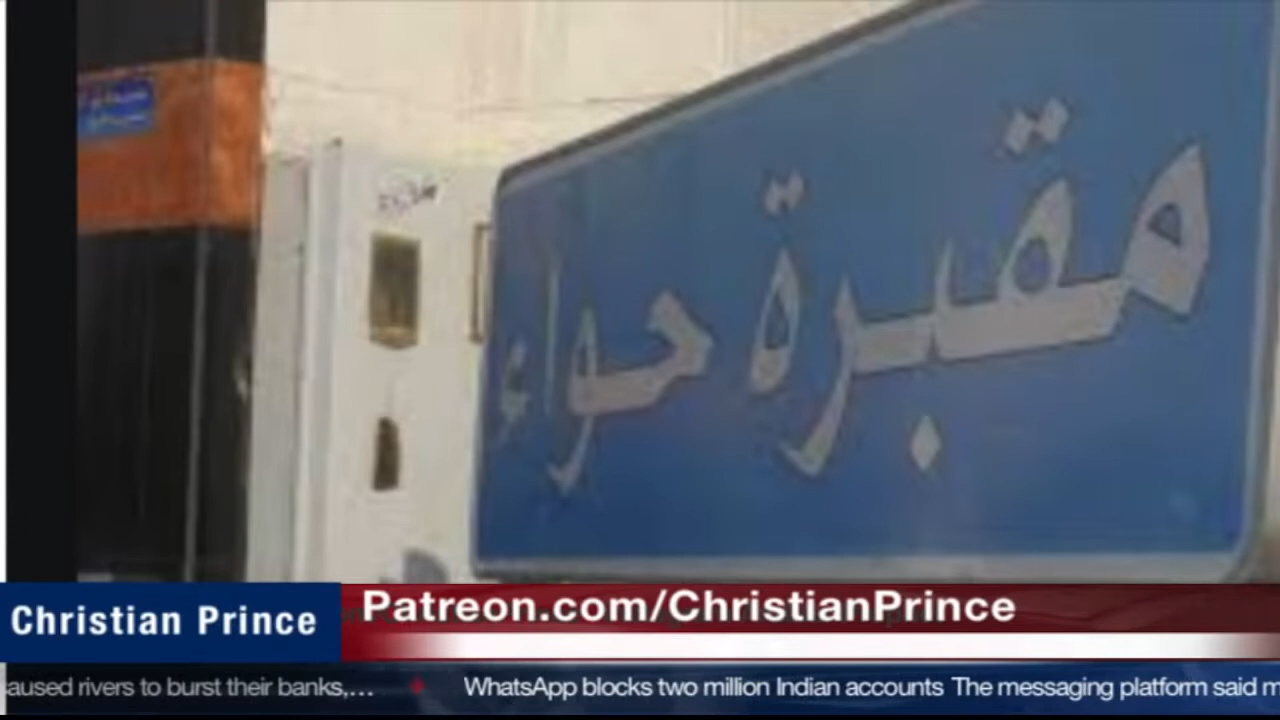 مقبرة حواء
Christian Prince
Patreon.com/ChristianPrince
aused rivers to burst their banks,... WhatsApp blocks two million Indian accounts The messaging platform said m